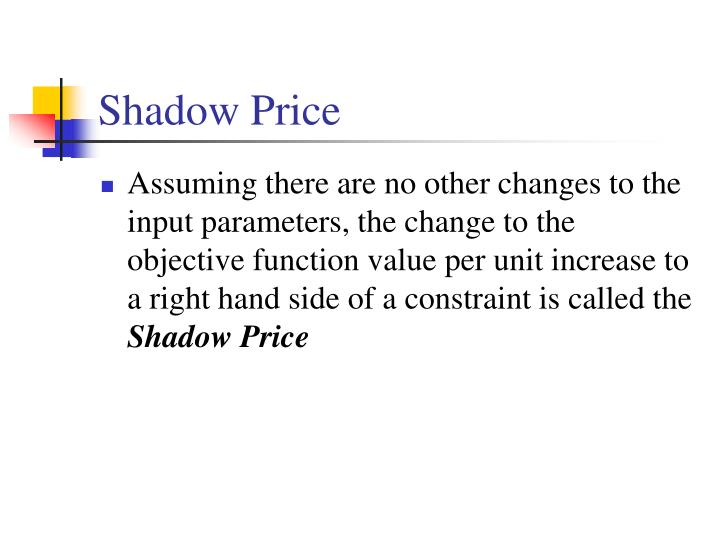 Shadow Price
Assuming there are no other changes to the
input parameters, the change to the
objective function value per unit increase to
a right hand side of a constraint is called the
Shadow Price